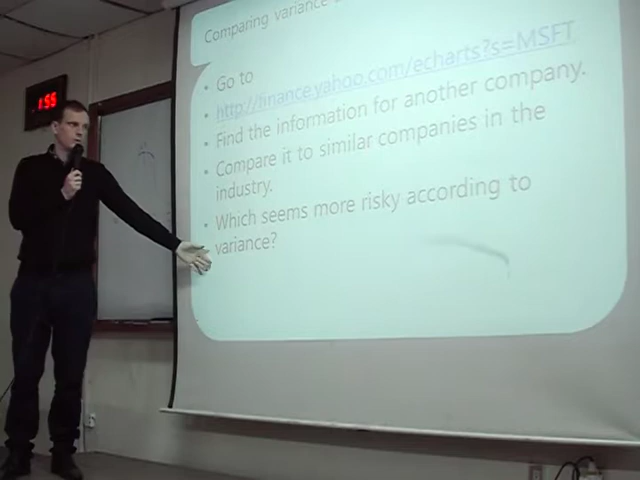 1:55
Comparing variance
Go to
http://finance.yahoo.com/echarts?s=MSFT
Find the information for another company.
Compare it to similar companies in the
industry.
Which seems more risky according to
variance?